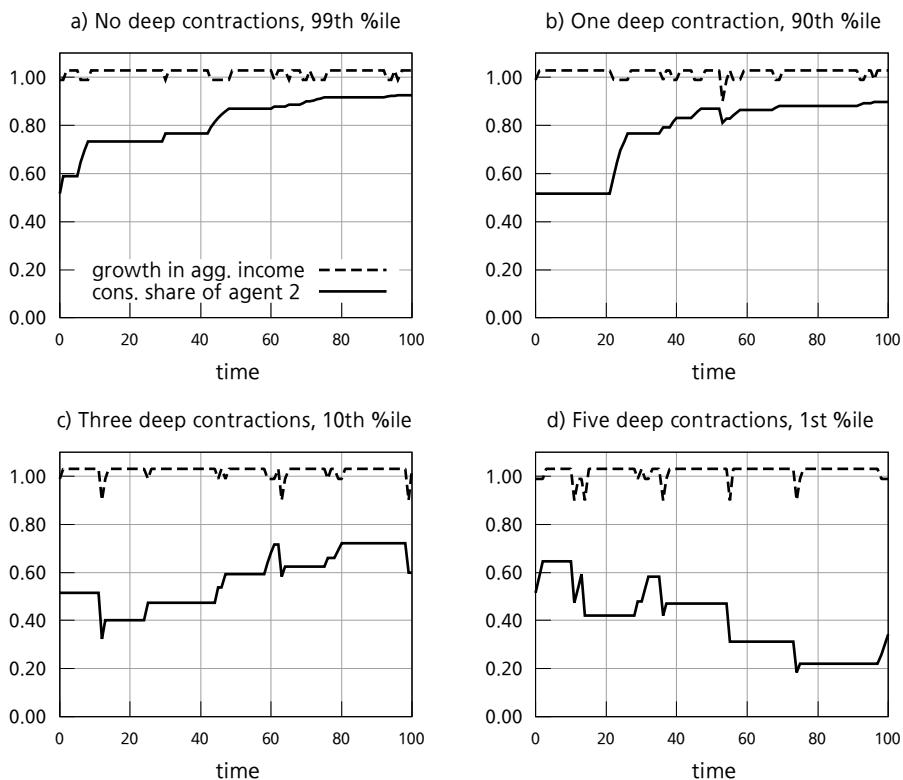 a) No deep contractions, 99th %ile
1.00
0.80
0.60
0.40
0.20
0.00
growth in agg. income
cons. share of agent 2
0 20 40 60 80 100
time
b) One deep contraction, 90th %ile
1.00
0.80
0.60
0.40
0.20
0.00
0 20 40 60 80 100
time
c) Three deep contractions, 10th %ile
1.00
0.80
0.60
0.40
0.20
0.00
0 20 40 60 80 100
time
d) Five deep contractions, 1st %ile
1.00
0.80
0.60
0.40
0.20
0.00
0 20 40 60 80 100
time